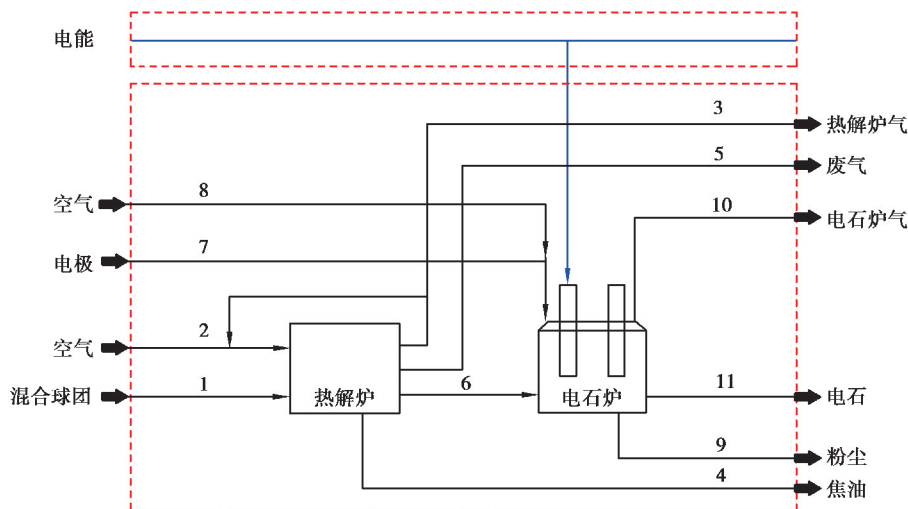 电能
3
热解炉气
5
废气
空气
8
10
电石炉气
电极
7
空气
2
混合球团
1
热解炉
6
电石炉
11
电石
9
粉尘
4
焦油